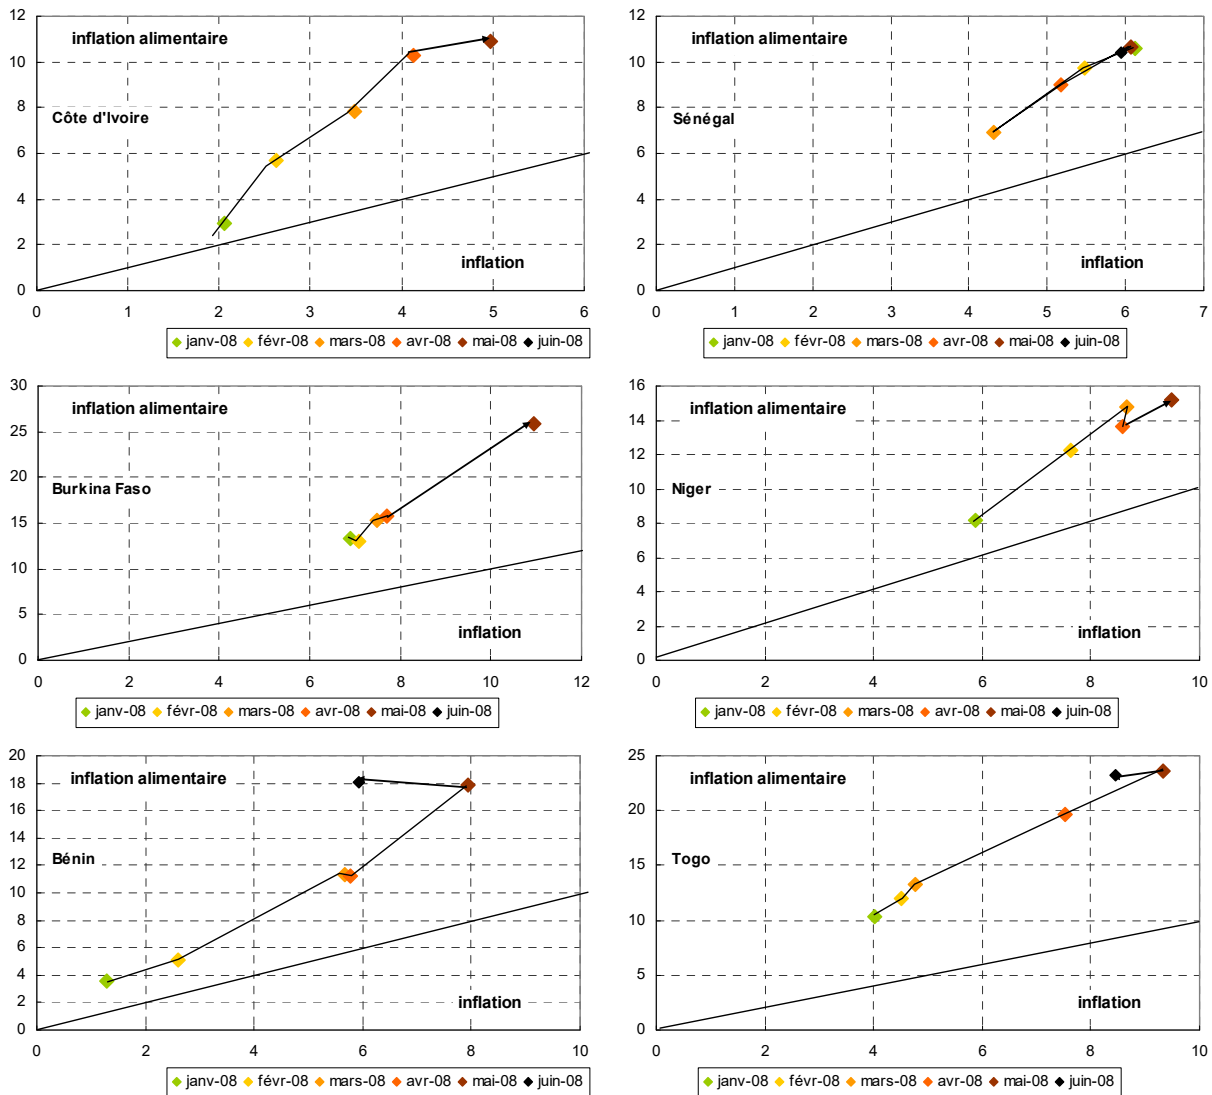 12
10
8
6
4
2
0
inflation alimentaire
Côte d'Ivoire
inflation
0 1 2 3 4 5 6
janv-08 févr-08 mars-08 avr-08 mai-08 juin-08
12
10
8
6
4
2
0
inflation alimentaire
Sénégal
inflation
0 1 2 3 4 5 6 7
janv-08 févr-08 mars-08 avr-08 mai-08 juin-08
30
25
20
15
10
5
0
inflation alimentaire
Burkina Faso
inflation
0 2 4 6 8 10 12
janv-08 févr-08 mars-08 avr-08 mai-08 juin-08
16
14
12
10
8
6
4
2
0
inflation alimentaire
Niger
inflation
0 2 4 6 8 10
janv-08 févr-08 mars-08 avr-08 mai-08 juin-08
20
18
16
14
12
10
8
6
4
2
0
inflation alimentaire
Bénin
inflation
0 2 4 6 8 10
janv-08 févr-08 mars-08 avr-08 mai-08 juin-08
25
20
15
10
5
0
inflation alimentaire
Togo
inflation
0 2 4 6 8 10
janv-08 févr-08 mars-08 avr-08 mai-08 juin-08